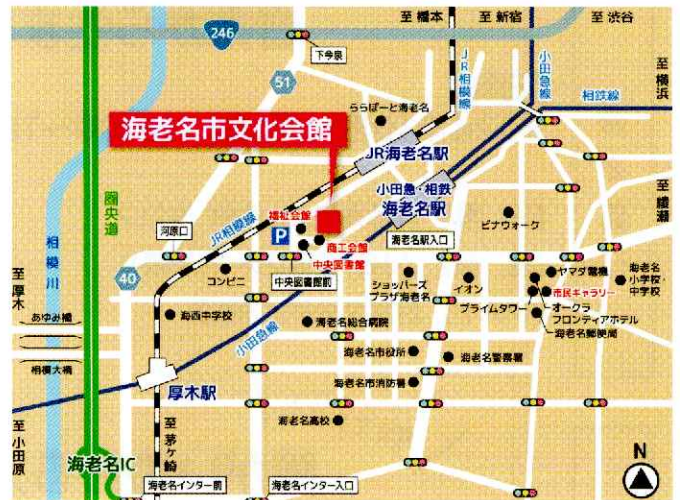 至 橋本
至 新宿
至 渋谷
246
下今泉
JR相模線
小田急線
至 横浜
51
相鉄線
ららぽーと海老名
海老名市文化会館
JR海老名駅
小田急・相鉄
海老名駅
至 綾瀬
圏央道
福祉会館
河原口
JR相模線
P
商工会館
海老名駅入口
ビナウォーク
相模川
中央図書館
至 厚木
40
コンビニ
中央図書館前
ショッパーズ
プラザ海老名
イオン
ヤマダ電機
市民ギャラリー
海老名
小学校・
中学校
プライムタワー
オークラ
フロンティアホテル
海老名郵便局
あゆみ橋
海西中学校
小田急線
海老名総合病院
相模大橋
海老名市役所
海老名警察署
厚木駅
海老名市消防署
至 小田原
至 茅ヶ崎
海老名高校
海老名IC
N
海老名インター前
海老名インター入口